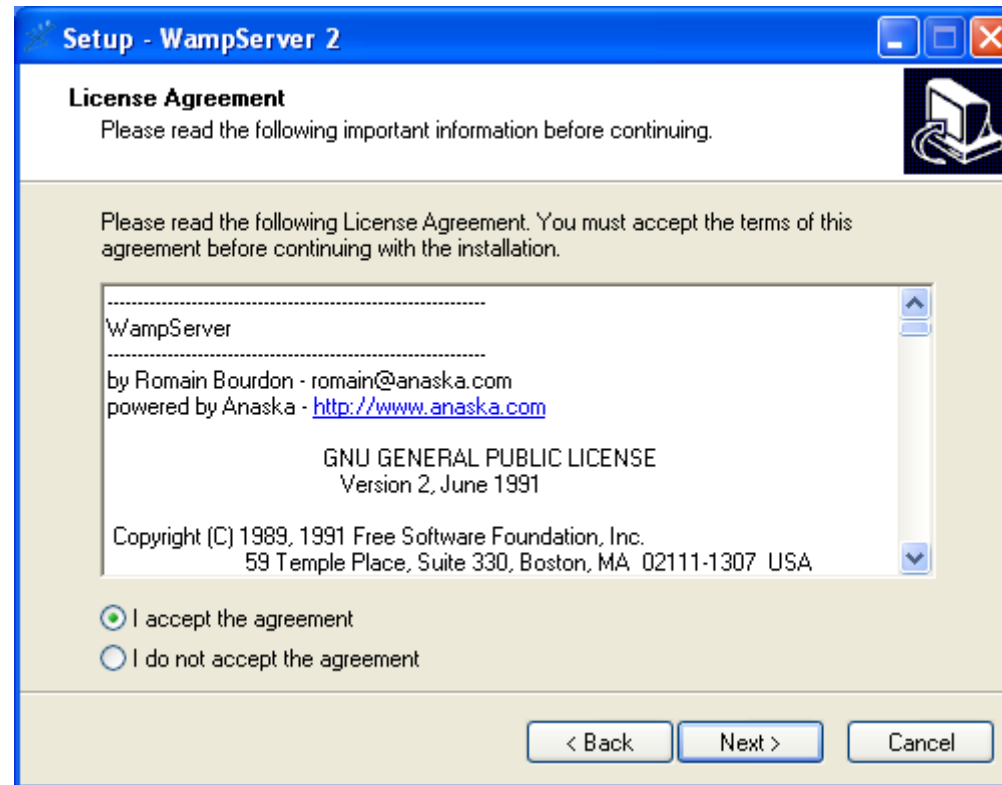 Setup - WampServer 2
License Agreement
Please read the following important information before continuing.
Please read the following License Agreement. You must accept the terms of this
agreement before continuing with the installation.
---------------------------------------------------------------
WampServer
---------------------------------------------------------------
by Romain Bourdon - romain@anaska.com
powered by Anaska - http://www.anaska.com
GNU GENERAL PUBLIC LICENSE
Version 2, June 1991
Copyright (C) 1989, 1991 Free Software Foundation, Inc.
59 Temple Place, Suite 330, Boston, MA  02111-1307  USA
I accept the agreement
I do not accept the agreement
< Back   Next >   Cancel